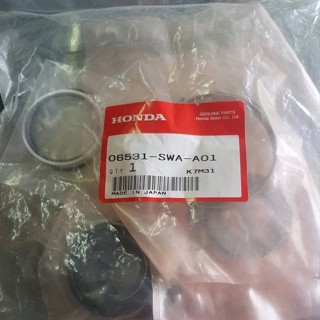 HONDA
GENUINE PARTS
Honda Motor Co., Ltd.
06531-SWA-A01
QTY 1 K7M31
MADE IN JAPAN